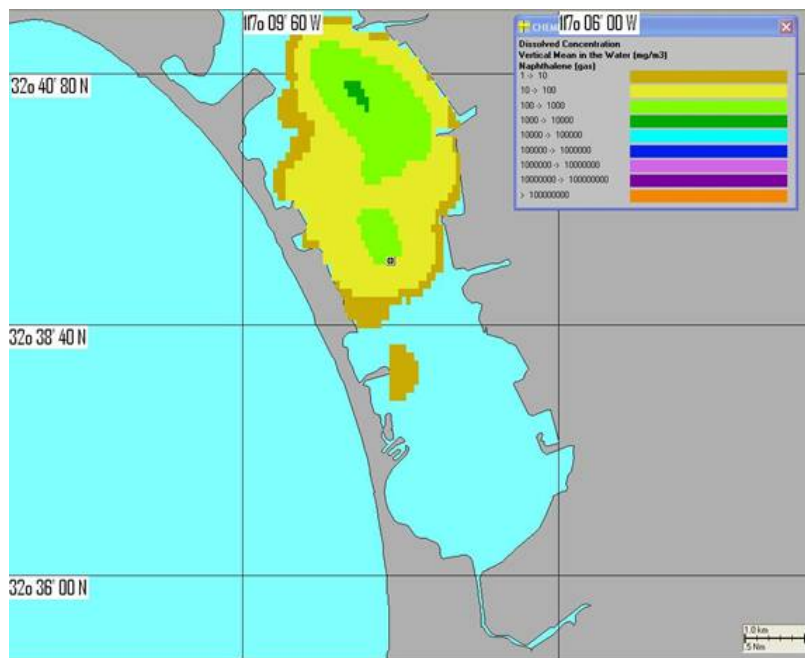 117o 09' 60 W
117o 06' 00 W
CHEM
Dissolved Concentration
Vertical Mean in the Water (mg/m3)
Naphthalene (gas)
1 -> 10
10 -> 100
100 -> 1000
1000 -> 10000
10000 -> 100000
100000 -> 1000000
1000000 -> 10000000
10000000 -> 100000000
> 100000000
32o 40' 80 N
32o 38' 40 N
32o 36' 00 N
1.0 km
.5 Nm